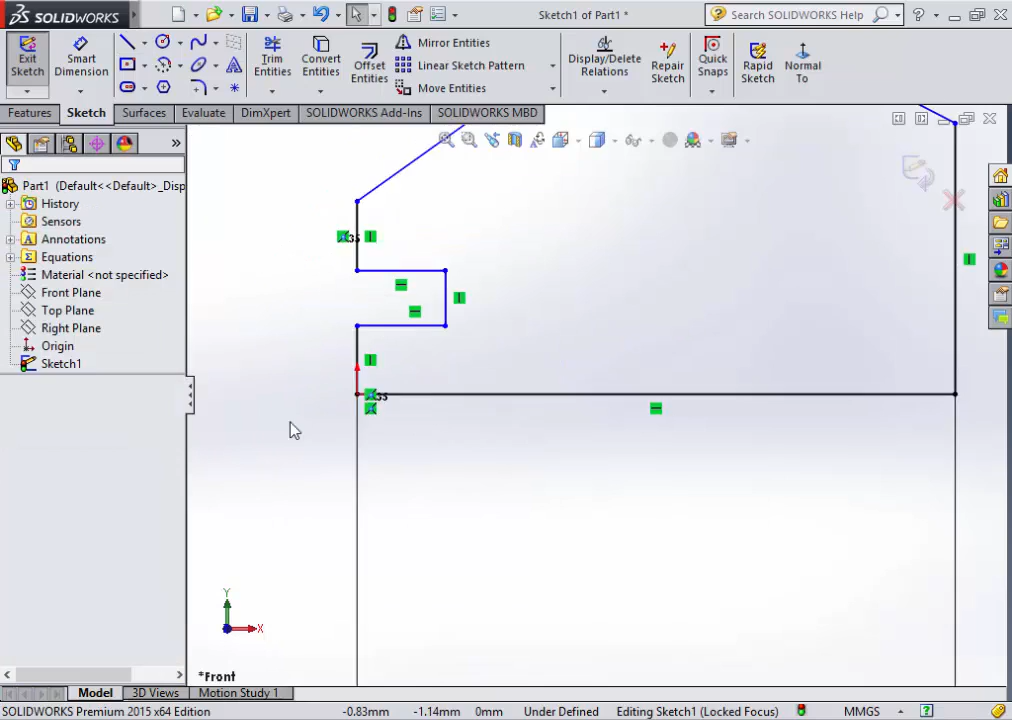 SOLIDWORKS
Sketch1 of Part1 *
Search SOLIDWORKS Help
Exit Sketch
Smart Dimension
Trim Entities
Convert Entities
Offset Entities
Mirror Entities
Linear Sketch Pattern
Move Entities
Display/Delete Relations
Repair Sketch
Quick Snaps
Rapid Sketch
Normal To
Features
Sketch
Surfaces
Evaluate
DimXpert
SOLIDWORKS Add-Ins
SOLIDWORKS MBD
Part1 (Default<<Default>_Disp
History
Sensors
Annotations
Equations
Material <not specified>
Front Plane
Top Plane
Right Plane
Origin
Sketch1
35
35
Y
X
*Front
Model
3D Views
Motion Study 1
SOLIDWORKS Premium 2015 x64 Edition
-0.83mm
-1.14mm
0mm
Under Defined
Editing Sketch1 (Locked Focus)
MMGS